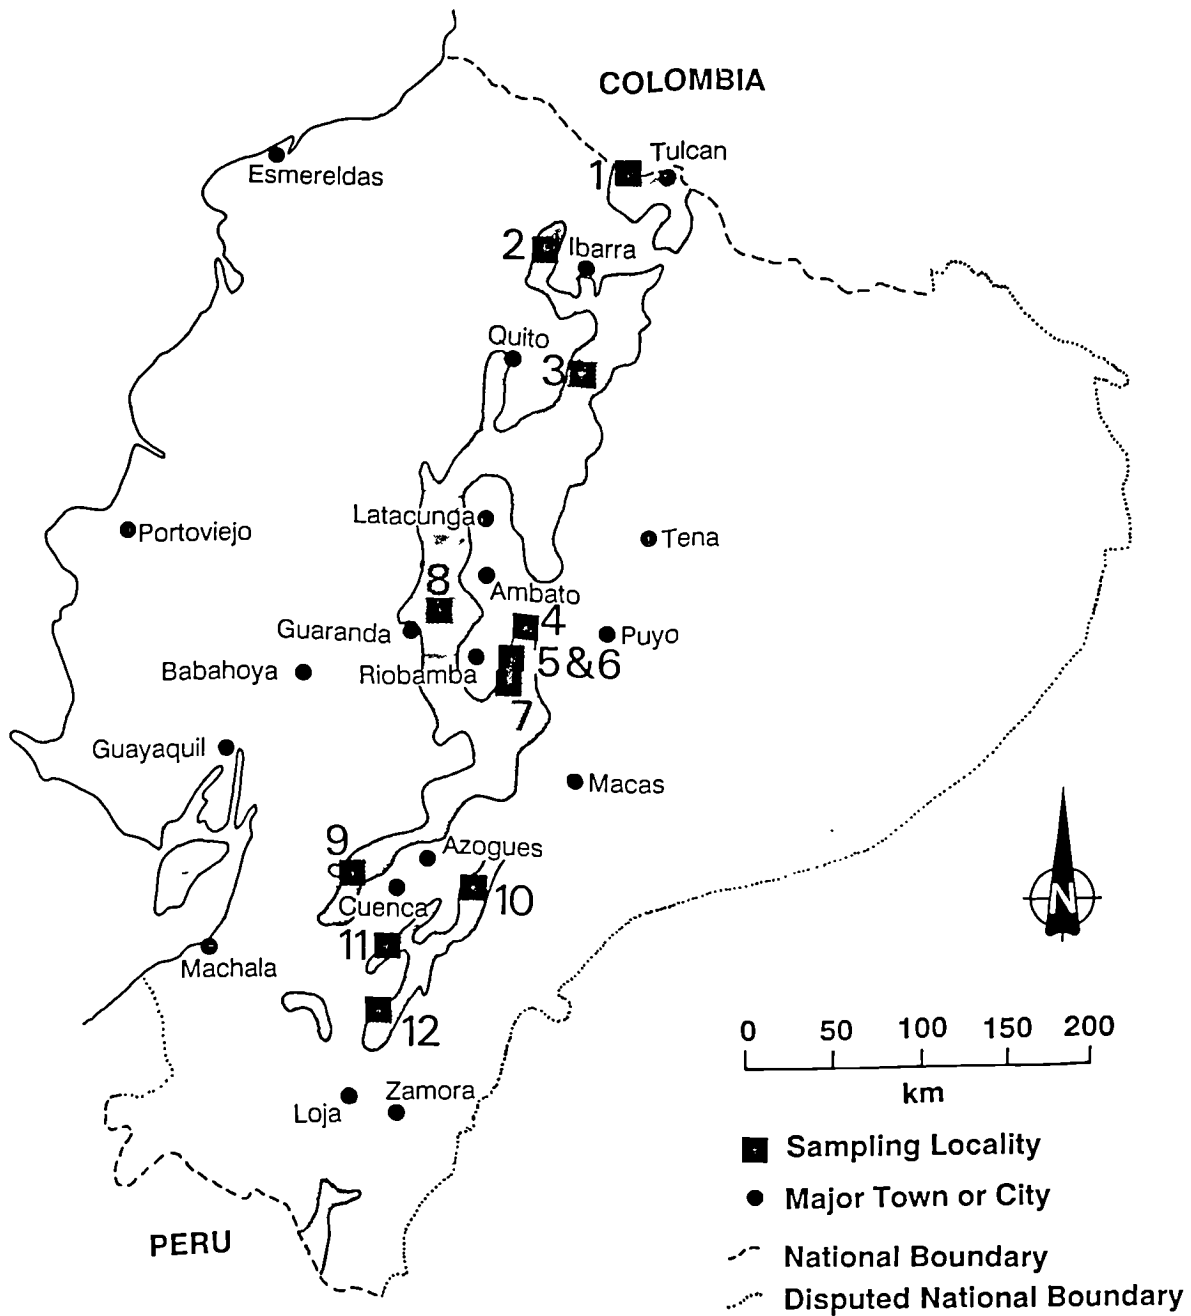 COLOMBIA
1
Tulcan
Esmereldas
2
Ibarra
Quito
3
Latacunga
Portoviejo
Tena
8
Ambato
4
Guaranda
Puyo
5&6
Babahoya
Riobamba
7
Guayaquil
Macas
9
Azogues
10
Cuenca
11
Machala
12
N
0 50 100 150 200
km
Loja
Zamora
Sampling Locality
Major Town or City
PERU
National Boundary
Disputed National Boundary